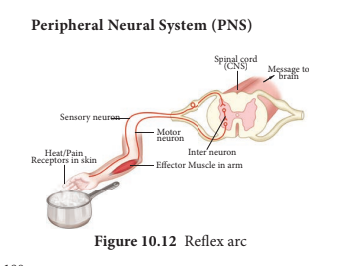 Peripheral Neural System (PNS)
Spinal cord
(CNS)
Message to
brain
Sensory neuron
Motor
neuron
Inter neuron
Heat/Pain
Receptors in skin
Effector Muscle in arm
Figure 10.12 Reflex arc